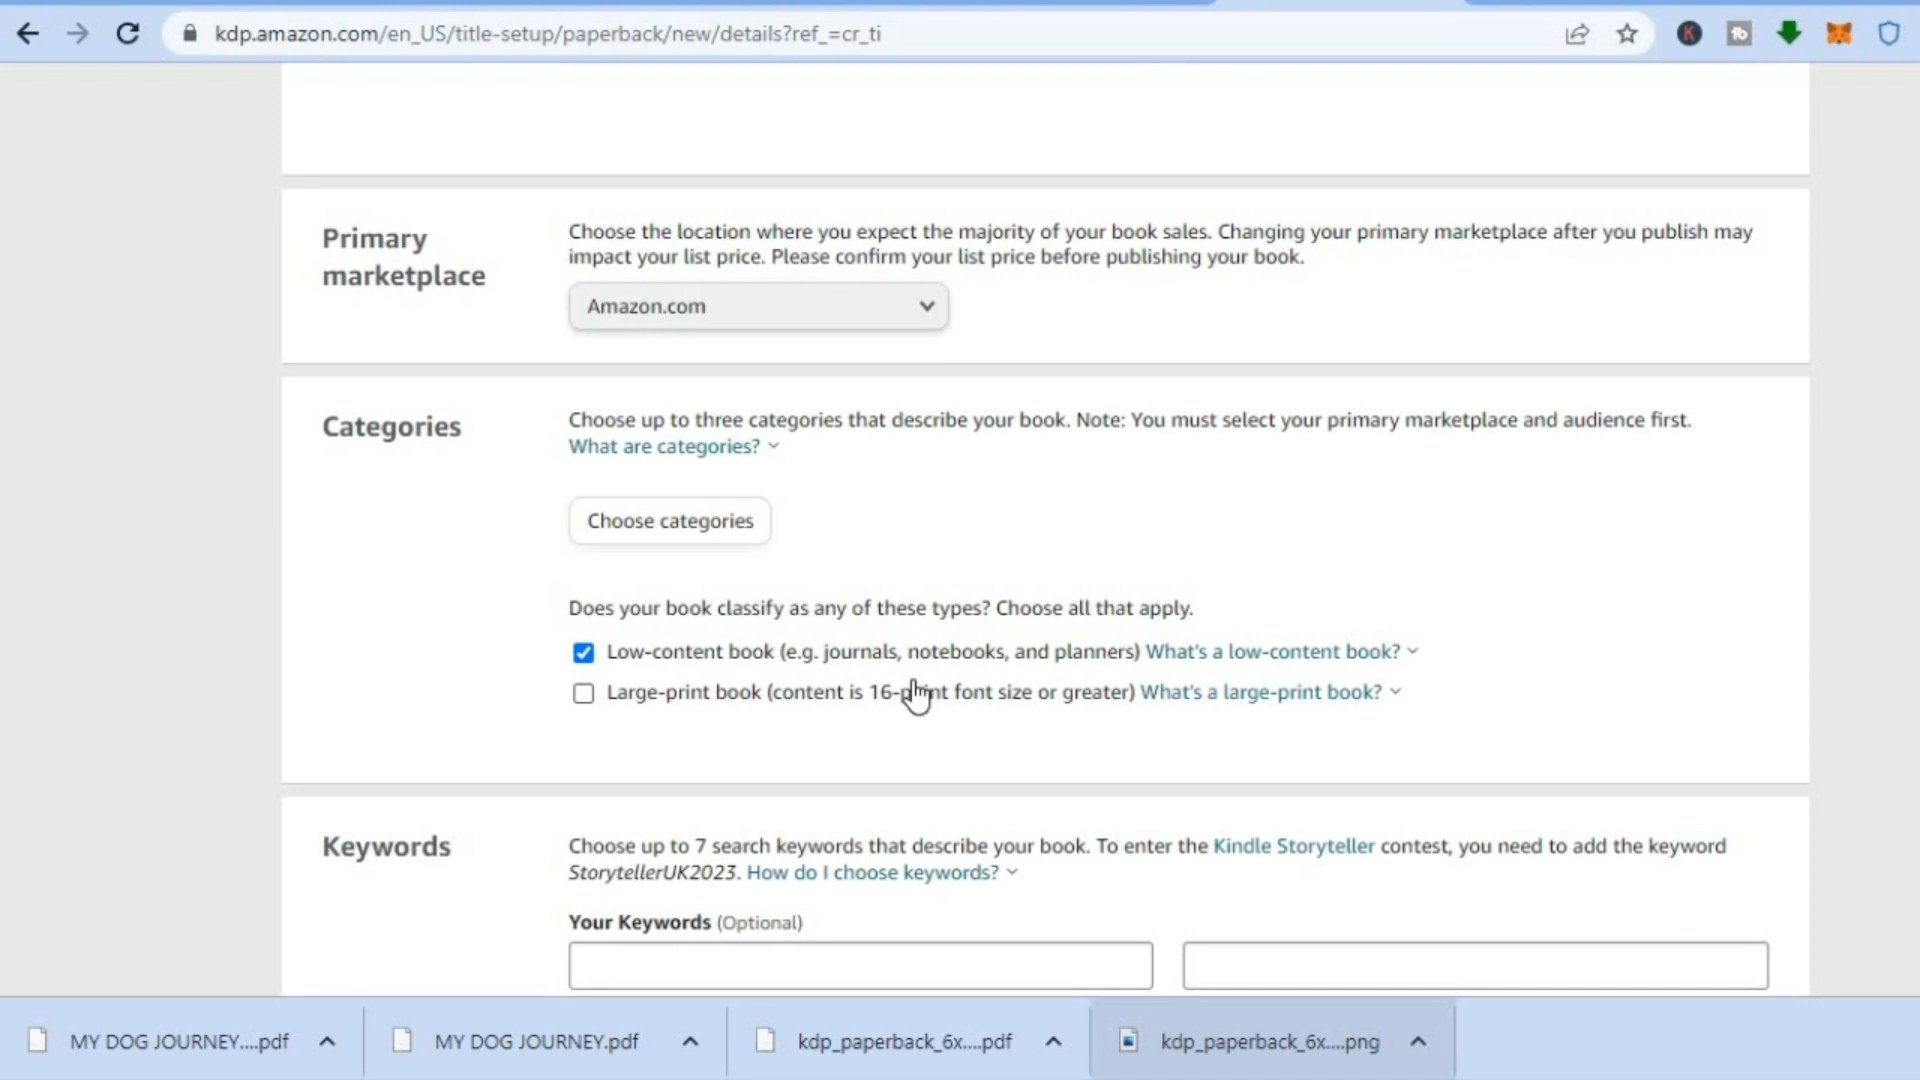 kdp.amazon.com/en_US/title-setup/paperback/new/details?ref_=cr_ti
Primary
marketplace
Choose the location where you expect the majority of your book sales. Changing your primary marketplace after you publish may
impact your list price. Please confirm your list price before publishing your book.
Amazon.com
Categories
Choose up to three categories that describe your book. Note: You must select your primary marketplace and audience first.
What are categories?
Choose categories
Does your book classify as any of these types? Choose all that apply.
Low-content book (e.g. journals, notebooks, and planners) What's a low-content book?
Large-print book (content is 16-point font size or greater) What's a large-print book?
Keywords
Choose up to 7 search keywords that describe your book. To enter the Kindle Storyteller contest, you need to add the keyword
StorytellerUK2023. How do I choose keywords?
Your Keywords (Optional)
MY DOG JOURNEY....pdf
MY DOG JOURNEY.pdf
kdp_paperback_6x....pdf
kdp_paperback_6x....png